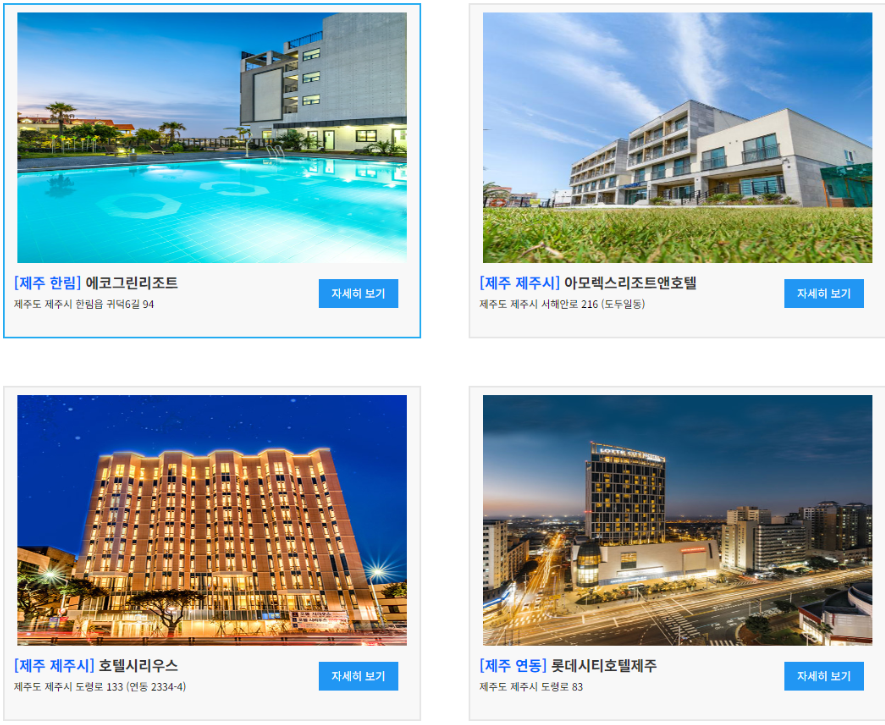 [제주 한림] 에코그린리조트
제주도 제주시 한림읍 귀덕6길 94
자세히 보기
[제주 제주시] 아모렉스리조트앤호텔
제주도 제주시 서해안로 216 (도두일동)
자세히 보기
[제주 제주시] 호텔시리우스
제주도 제주시 도령로 133 (연동 2334-4)
자세히 보기
LOTTE CITY HOTEL
[제주 연동] 롯데시티호텔제주
제주도 제주시 도령로 83
자세히 보기